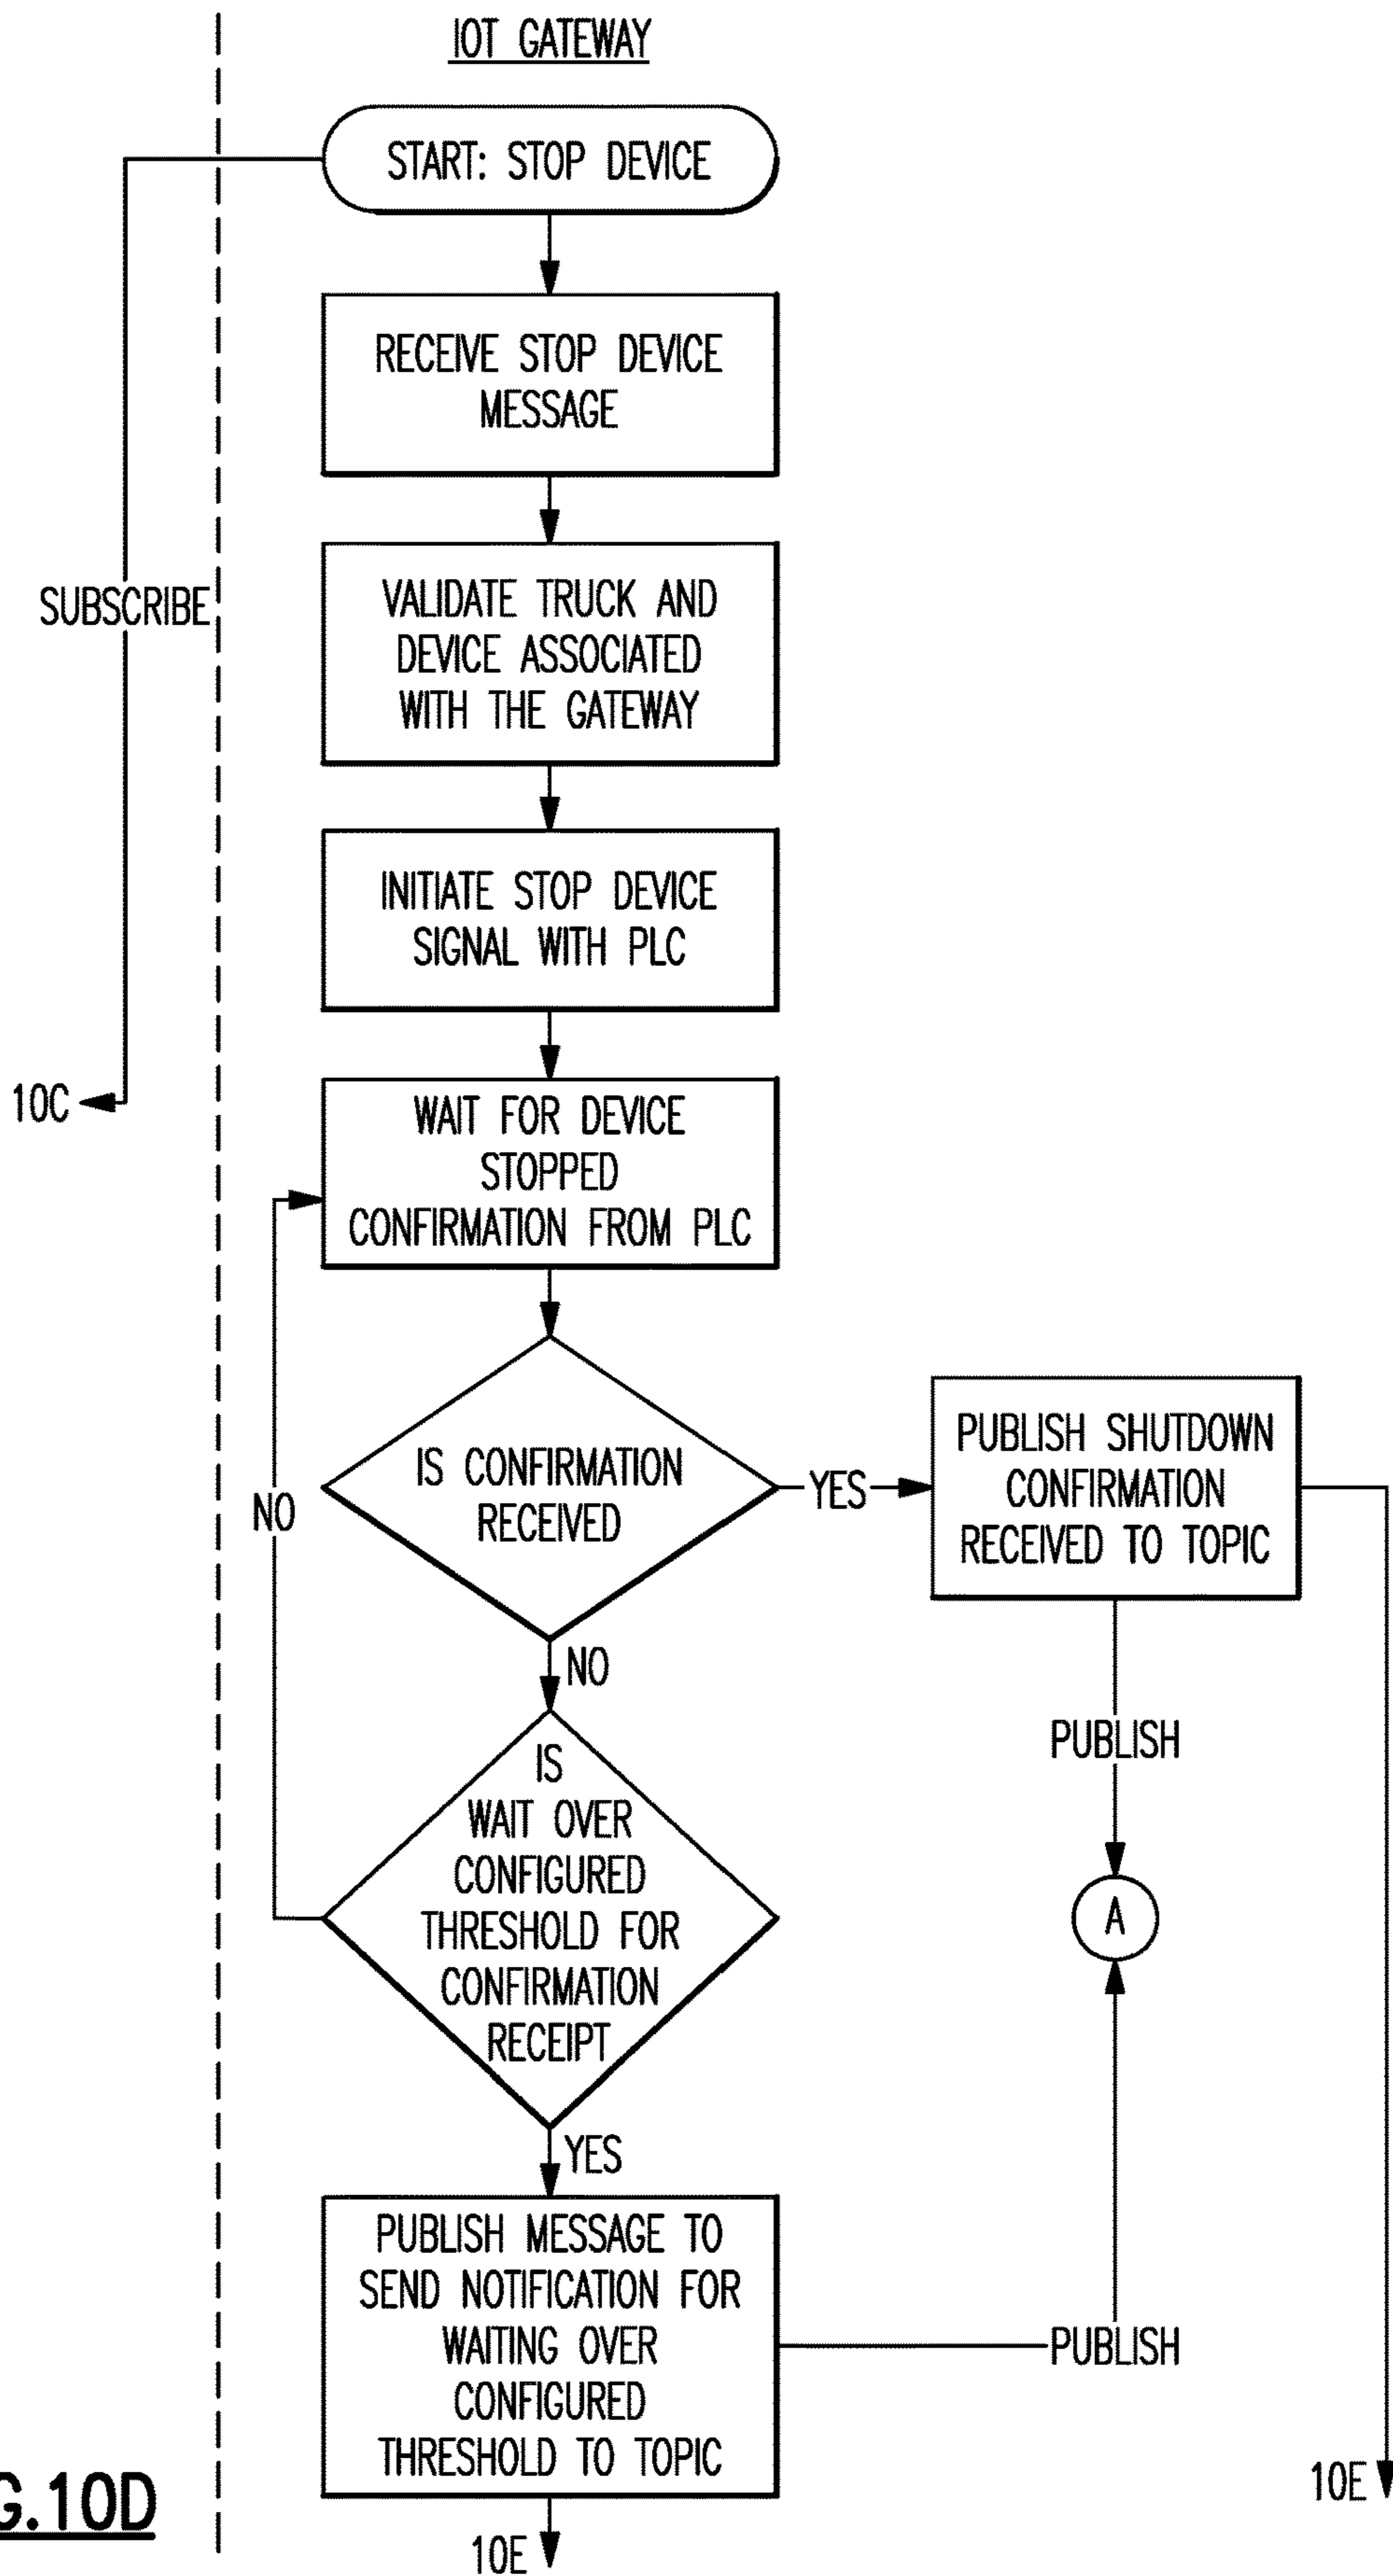 IOT GATEWAY
START: STOP DEVICE
RECEIVE STOP DEVICE
MESSAGE
VALIDATE TRUCK AND
DEVICE ASSOCIATED
WITH THE GATEWAY
SUBSCRIBE
INITIATE STOP DEVICE
SIGNAL WITH PLC
10C
WAIT FOR DEVICE
STOPPED
CONFIRMATION FROM PLC
IS CONFIRMATION
RECEIVED
YES
PUBLISH SHUTDOWN
CONFIRMATION
RECEIVED TO TOPIC
NO
NO
PUBLISH
IS
WAIT OVER
CONFIGURED
THRESHOLD FOR
CONFIRMATION
RECEIPT
A
YES
PUBLISH MESSAGE TO
SEND NOTIFICATION FOR
WAITING OVER
CONFIGURED
THRESHOLD TO TOPIC
PUBLISH
10E
G.10D
10E